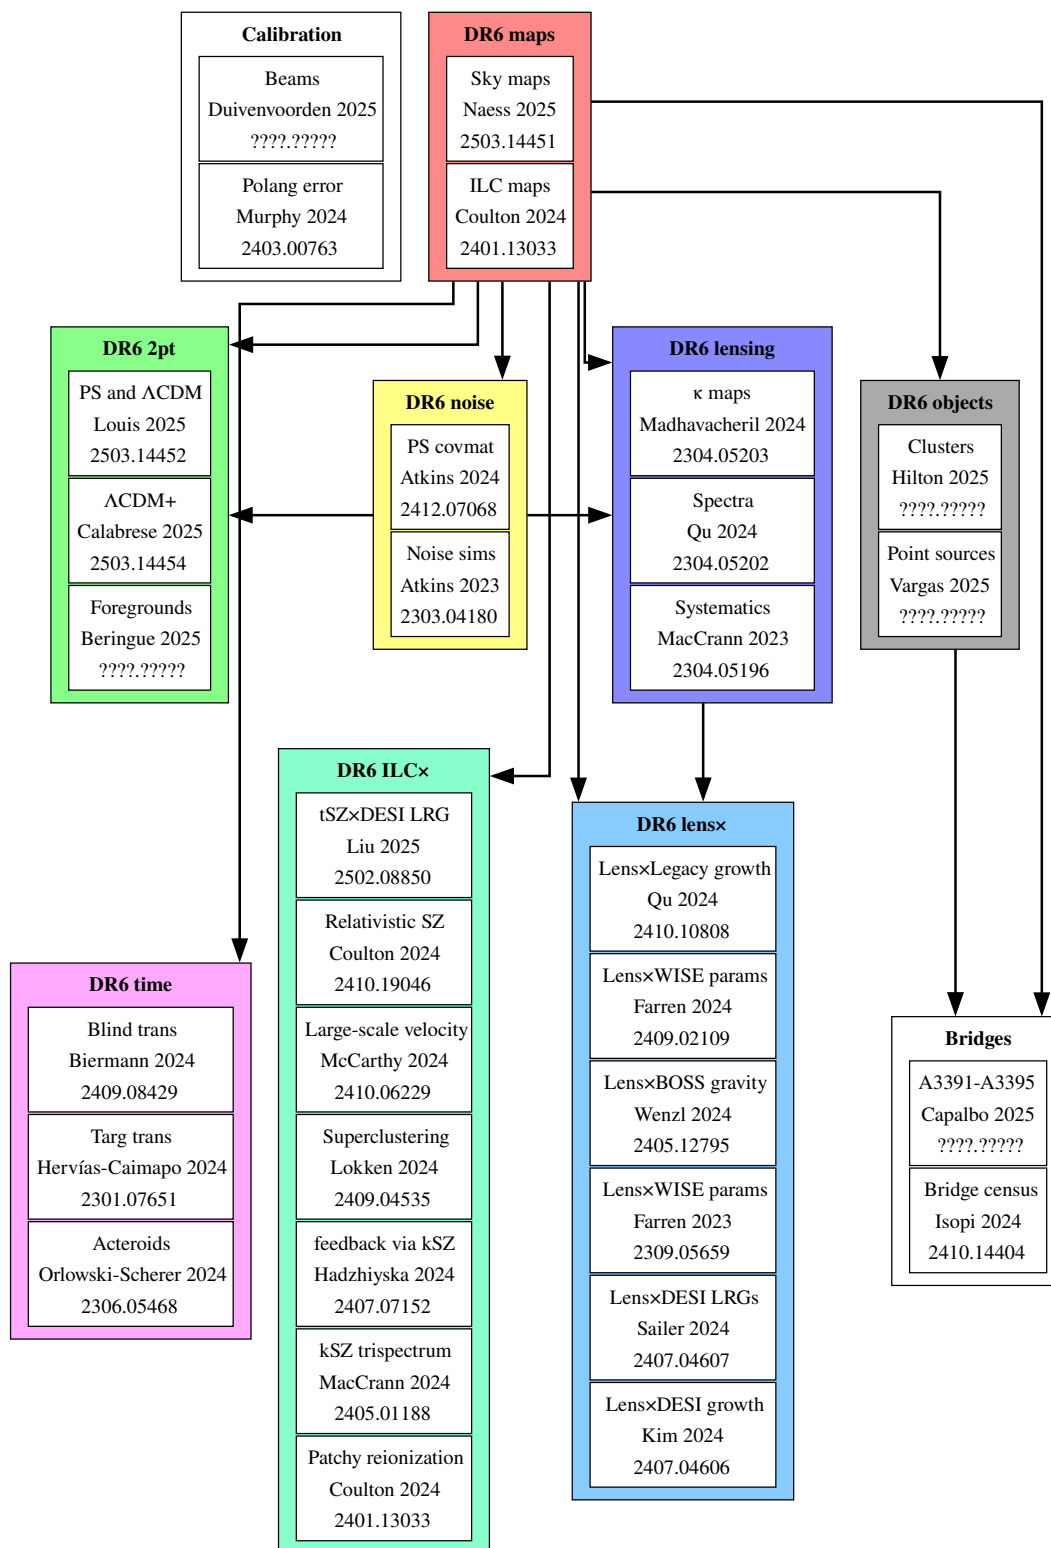 Calibration
Beams
Duivenvoorden 2025
????.?????
Polang error
Murphy 2024
2403.00763
DR6 maps
Sky maps
Naess 2025
2503.14451
ILC maps
Coulton 2024
2401.13033
DR6 2pt
PS and ΛCDM
Louis 2025
2503.14452
ΛCDM+
Calabrese 2025
2503.14454
Foregrounds
Beringue 2025
????.?????
DR6 noise
PS covmat
Atkins 2024
2412.07068
Noise sims
Atkins 2023
2303.04180
DR6 lensing
κ maps
Madhavacheril 2024
2304.05203
Spectra
Qu 2024
2304.05202
Systematics
MacCrann 2023
2304.05196
DR6 objects
Clusters
Hilton 2025
????.?????
Point sources
Vargas 2025
????.?????
DR6 time
Blind trans
Biermann 2024
2409.08429
Targ trans
Hervías-Caimapo 2024
2301.07651
Acteroids
Orlowski-Scherer 2024
2306.05468
DR6 ILC×
tSZ×DESI LRG
Liu 2025
2502.08850
Relativistic SZ
Coulton 2024
2410.19046
Large-scale velocity
McCarthy 2024
2410.06229
Superclustering
Lokken 2024
2409.04535
feedback via kSZ
Hadzhiyska 2024
2407.07152
kSZ trispectrum
MacCrann 2024
2405.01188
Patchy reionization
Coulton 2024
2401.13033
DR6 lens×
Lens×Legacy growth
Qu 2024
2410.10808
Lens×WISE params
Farren 2024
2409.02109
Lens×BOSS gravity
Wenzl 2024
2405.12795
Lens×WISE params
Farren 2023
2309.05659
Lens×DESI LRGs
Sailer 2024
2407.04607
Lens×DESI growth
Kim 2024
2407.04606
Bridges
A3391-A3395
Capalbo 2025
????.?????
Bridge census
Isopi 2024
2410.14404